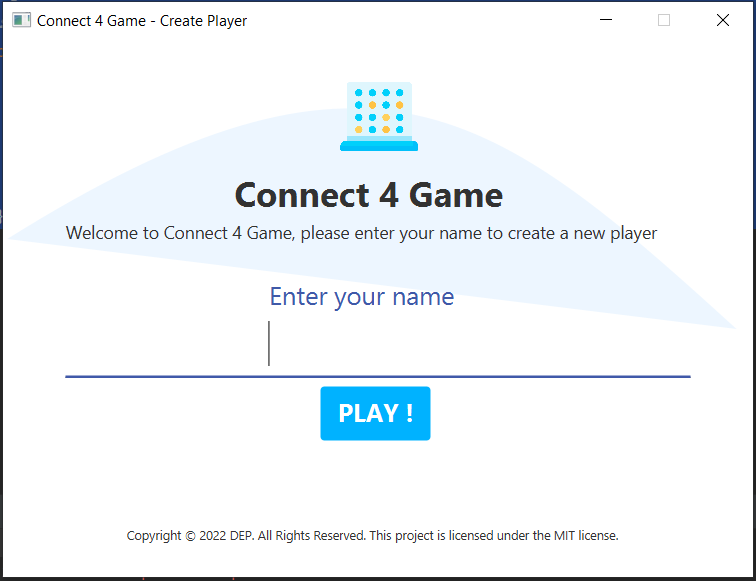 Connect 4 Game - Create Player
Connect 4 Game
Welcome to Connect 4 Game, please enter your name to create a new player
Enter your name
PLAY !
Copyright © 2022 DEP. All Rights Reserved. This project is licensed under the MIT license.